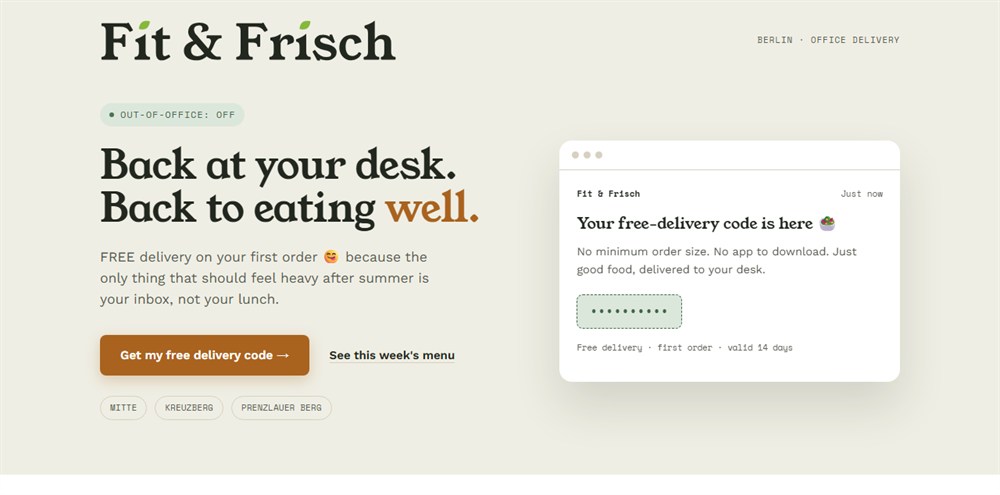 Fit & Frisch
BERLIN · OFFICE DELIVERY
OUT-OF-OFFICE: OFF
Back at your desk.
Back to eating well.
FREE delivery on your first order 😋 because the
only thing that should feel heavy after summer is
your inbox, not your lunch.
Get my free delivery code →
See this week's menu
MITTE
KREUZBERG
PRENZLAUER BERG
Fit & Frisch
Just now
Your free-delivery code is here 🥗
No minimum order size. No app to download. Just
good food, delivered to your desk.
••••••••••
Free delivery · first order · valid 14 days